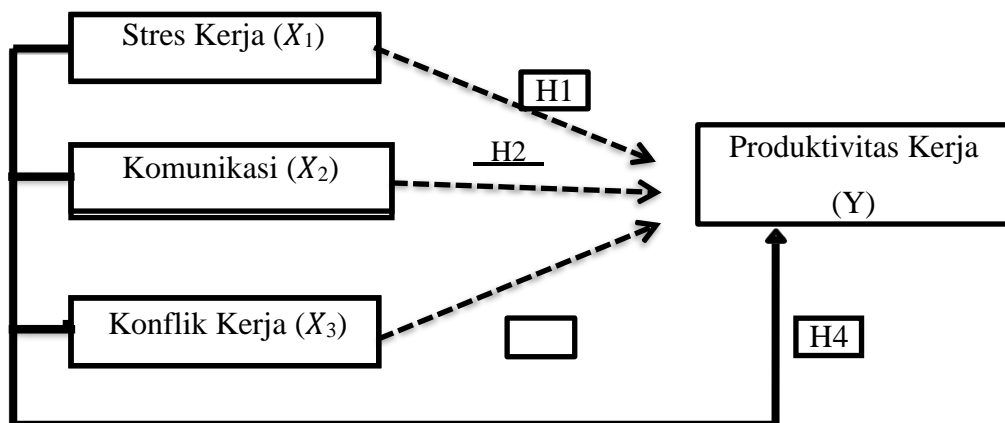 Stres Kerja (X₁)
H1
Komunikasi (X₂)
H2
Produktivitas Kerja
(Y)
Konflik Kerja (X₃)
H4